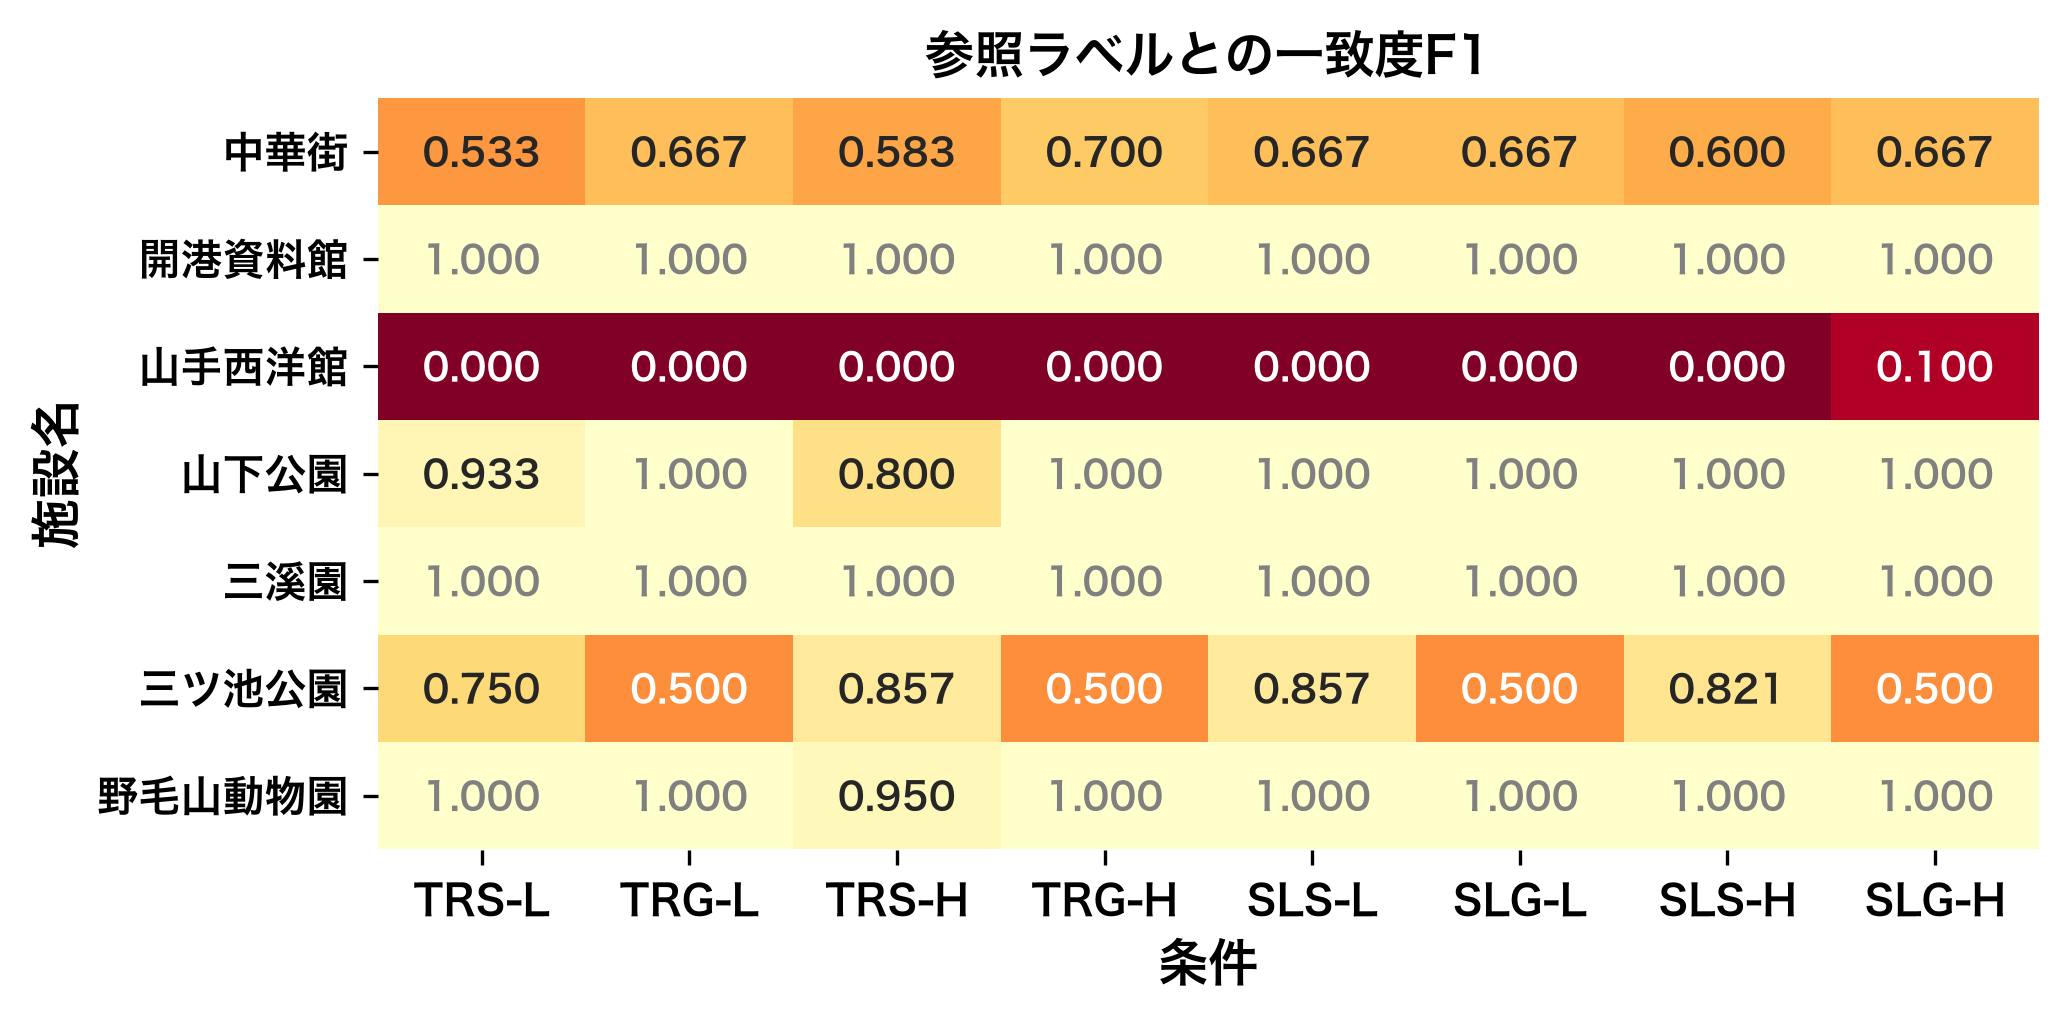 参照ラベルとの一致度F1
施設名
中華街 0.533 0.667 0.583 0.700 0.667 0.667 0.600 0.667
開港資料館 1.000 1.000 1.000 1.000 1.000 1.000 1.000 1.000
山手西洋館 0.000 0.000 0.000 0.000 0.000 0.000 0.000 0.100
山下公園 0.933 1.000 0.800 1.000 1.000 1.000 1.000 1.000
三溪園 1.000 1.000 1.000 1.000 1.000 1.000 1.000 1.000
三ツ池公園 0.750 0.500 0.857 0.500 0.857 0.500 0.821 0.500
野毛山動物園 1.000 1.000 0.950 1.000 1.000 1.000 1.000 1.000
TRS-L TRG-L TRS-H TRG-H SLS-L SLG-L SLS-H SLG-H
条件